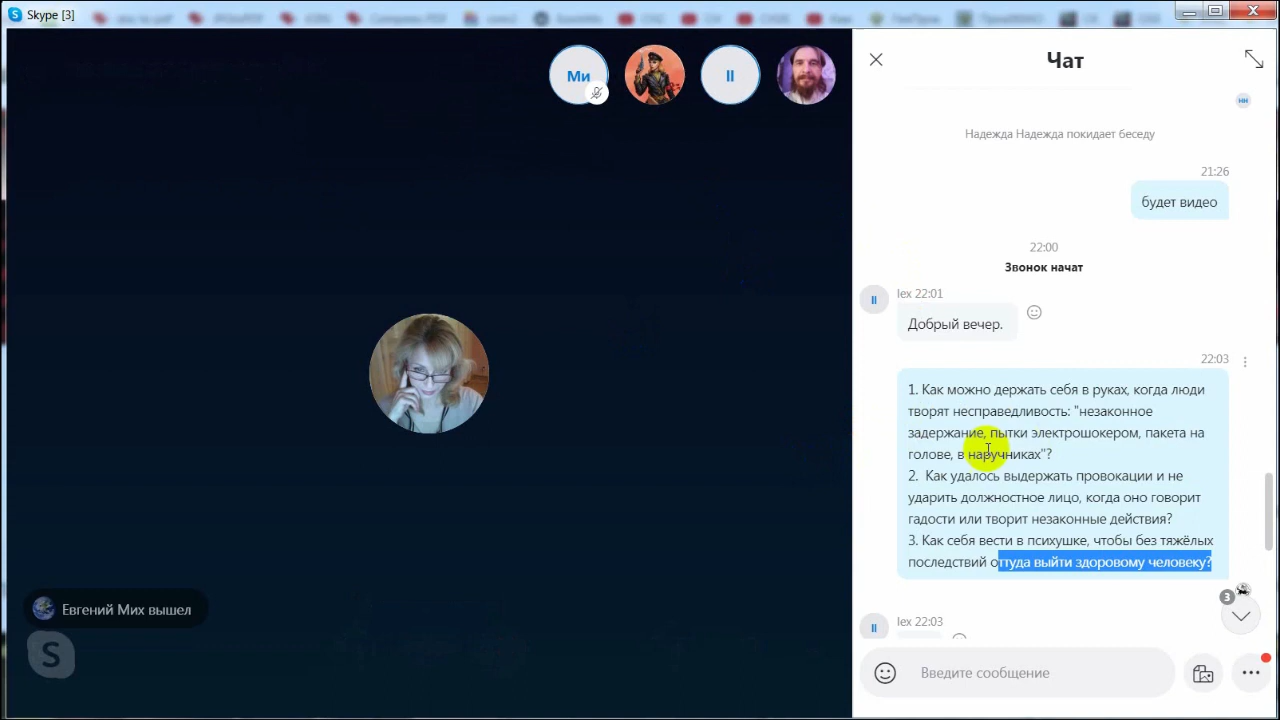 Skype [3]
Ми
II
Евгений Мих вышел
S
Чат
нн
Надежда Надежда покидает беседу
21:26
будет видео
22:00
Звонок начат
lex 22:01
II
Добрый вечер.
22:03
1. Как можно держать себя в руках, когда люди
творят несправедливость: "незаконное
задержание, пытки электрошокером, пакета на
голове, в наручниках"?
2. Как удалось выдержать провокации и не
ударить должностное лицо, когда оно говорит
гадости или творит незаконные действия?
3. Как себя вести в психушке, чтобы без тяжёлых
последствий оттуда выйти здоровому человеку?
3
lex 22:03
II
Введите сообщение